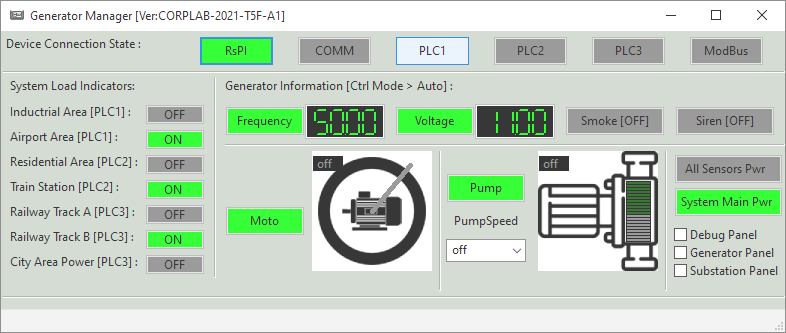 Generator Manager [Ver:CORPLAB-2021-T5F-A1]
Device Connection State :
RsPI
COMM
PLC1
PLC2
PLC3
ModBus
System Load Indicators:
Generator Information [Ctrl Mode > Auto] :
Inductrial Area [PLC1] :
OFF
Airport Area [PLC1] :
ON
Residential Area [PLC2] :
OFF
Train Station [PLC2] :
ON
Railway Track A [PLC3] :
OFF
Railway Track B [PLC3] :
ON
City Area Power [PLC3] :
OFF
Frequency
50.00
Voltage
1100
Smoke [OFF]
Siren [OFF]
Moto
off
Pump
PumpSpeed
off
off
All Sensors Pwr
System Main Pwr
Debug Panel
Generator Panel
Substation Panel